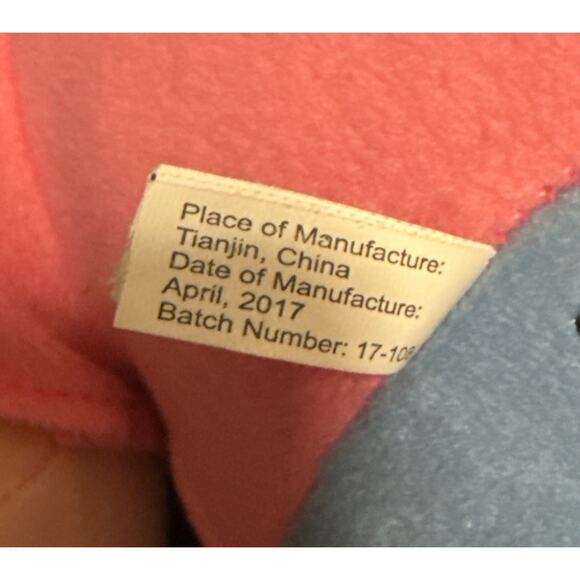 Place of Manufacture:
Tianjin, China
Date of Manufacture:
April, 2017
Batch Number: